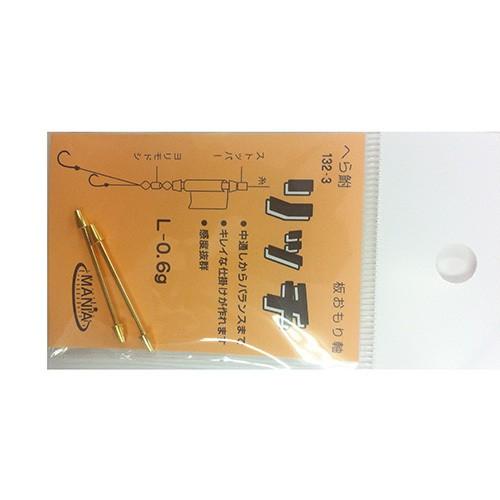 へら鮒
132-3
板おもり軸
リッチ
糸
ストッパー
ヨリモドシ
●中通しからバランスまで
●キレイな仕掛けが作れます
●感度抜群
L-0.6g
MANIA